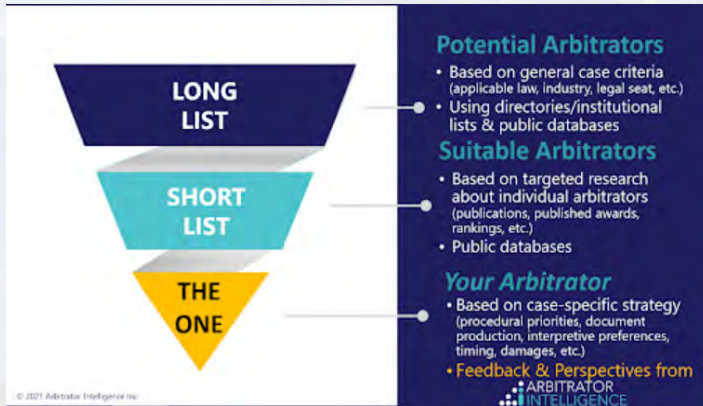 LONG
LIST
SHORT
LIST
THE
ONE
© 2021 Arbitrator Intelligence Inc
Potential Arbitrators
• Based on general case criteria
(applicable law, industry, legal seat, etc.)
• Using directories/institutional
lists & public databases
Suitable Arbitrators
• Based on targeted research
about individual arbitrators
(publications, published awards,
rankings, etc.)
• Public databases
Your Arbitrator
• Based on case-specific strategy
(procedural priorities, document
production, interpretive preferences,
timing, damages, etc.)
• Feedback & Perspectives from
ARBITRATOR
INTELLIGENCE